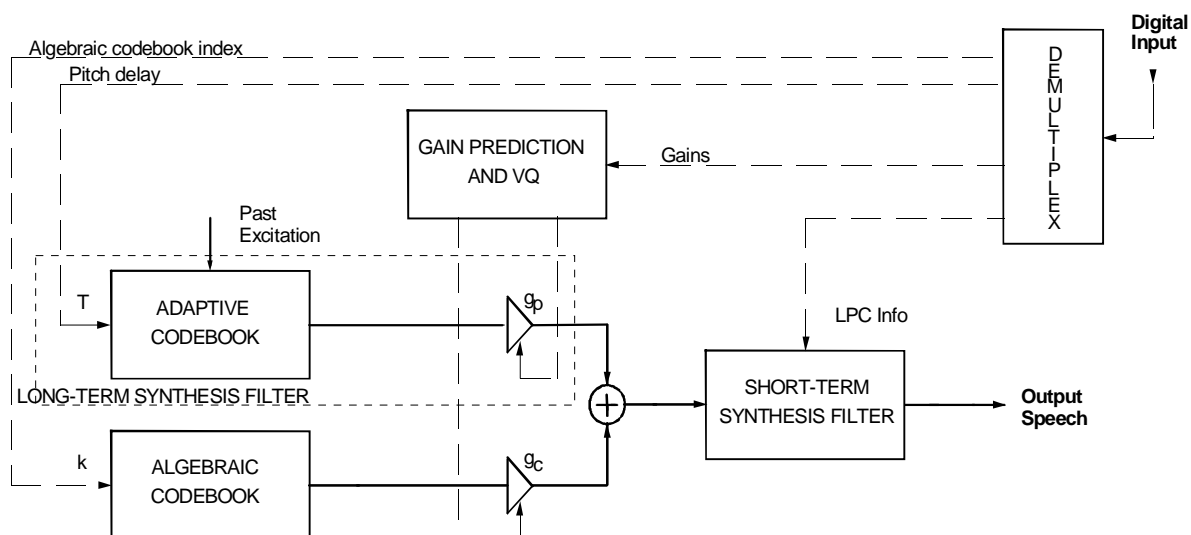 Digital
Input
Algebraic codebook index
Pitch delay
DEMULTIPLEX
GAIN PREDICTION
AND VQ
Gains
Past
Excitation
T
ADAPTIVE
CODEBOOK
gp
LPC Info
LONG-TERM SYNTHESIS FILTER
SHORT-TERM
SYNTHESIS FILTER
Output
Speech
k
ALGEBRAIC
CODEBOOK
gc